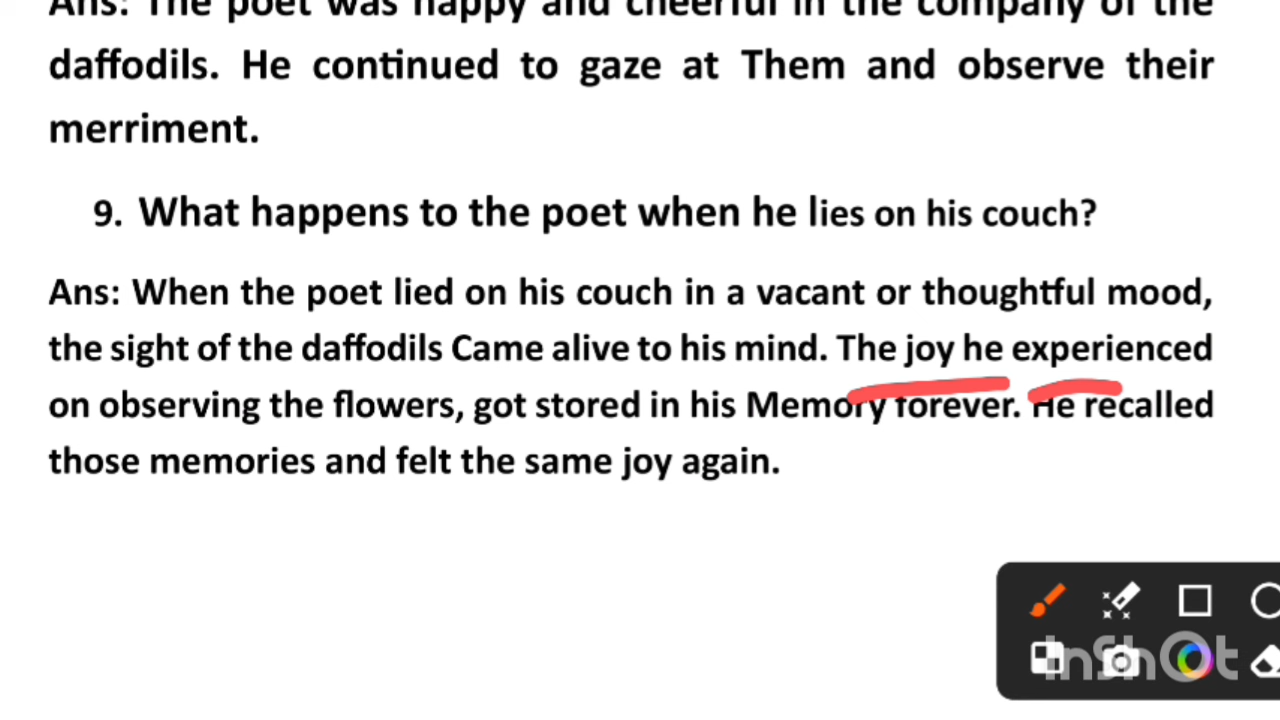 Ans: The poet was happy and cheerful in the company of the
daffodils. He continued to gaze at Them and observe their
merriment.
9. What happens to the poet when he lies on his couch?
Ans: When the poet lied on his couch in a vacant or thoughtful mood,
the sight of the daffodils Came alive to his mind. The joy he experienced
on observing the flowers, got stored in his Memory forever. He recalled
those memories and felt the same joy again.
InShOt